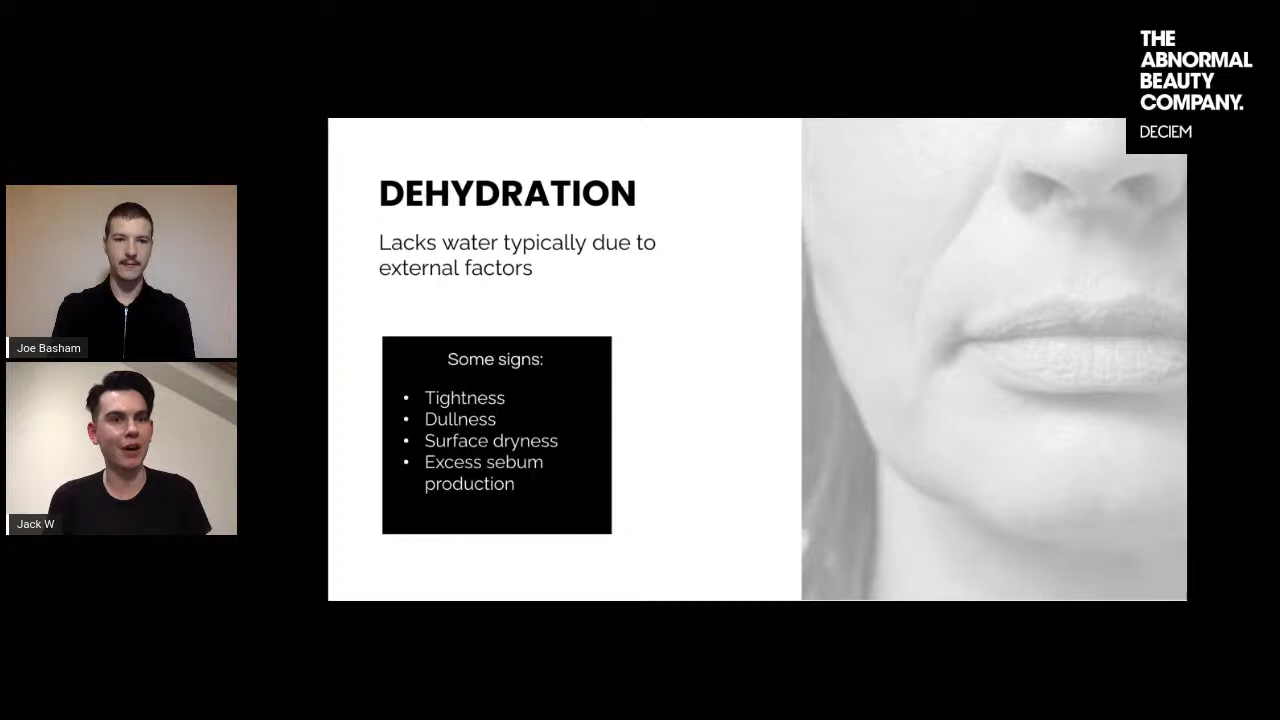 THE
ABNORMAL
BEAUTY
COMPANY.
DECIEM
DEHYDRATION
Lacks water typically due to
external factors
Some signs:
• Tightness
• Dullness
• Surface dryness
• Excess sebum
production
Joe Basham
Jack W